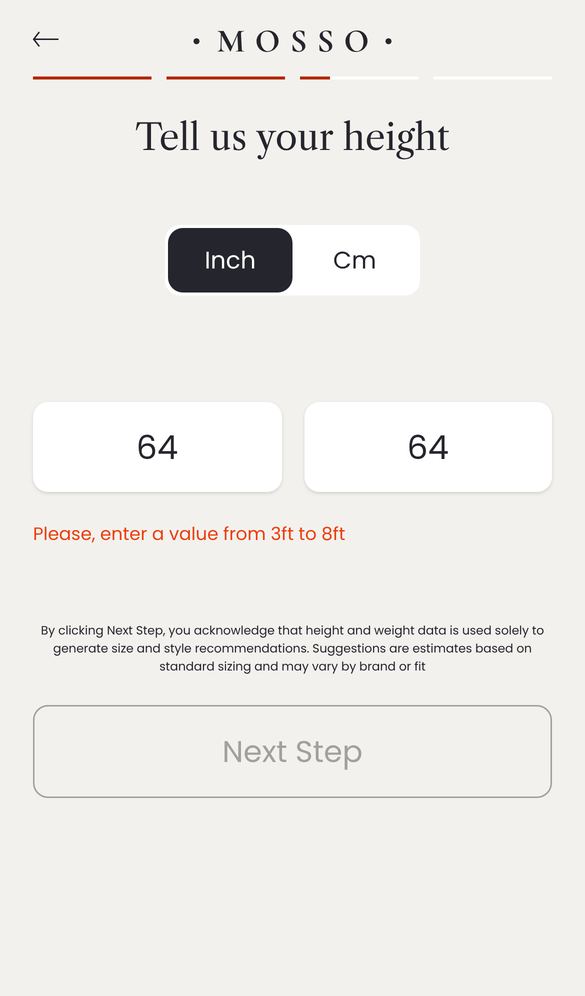 • MOSSO •
Tell us your height
Inch Cm
64 64
Please, enter a value from 3ft to 8ft
By clicking Next Step, you acknowledge that height and weight data is used solely to
generate size and style recommendations. Suggestions are estimates based on
standard sizing and may vary by brand or fit
Next Step